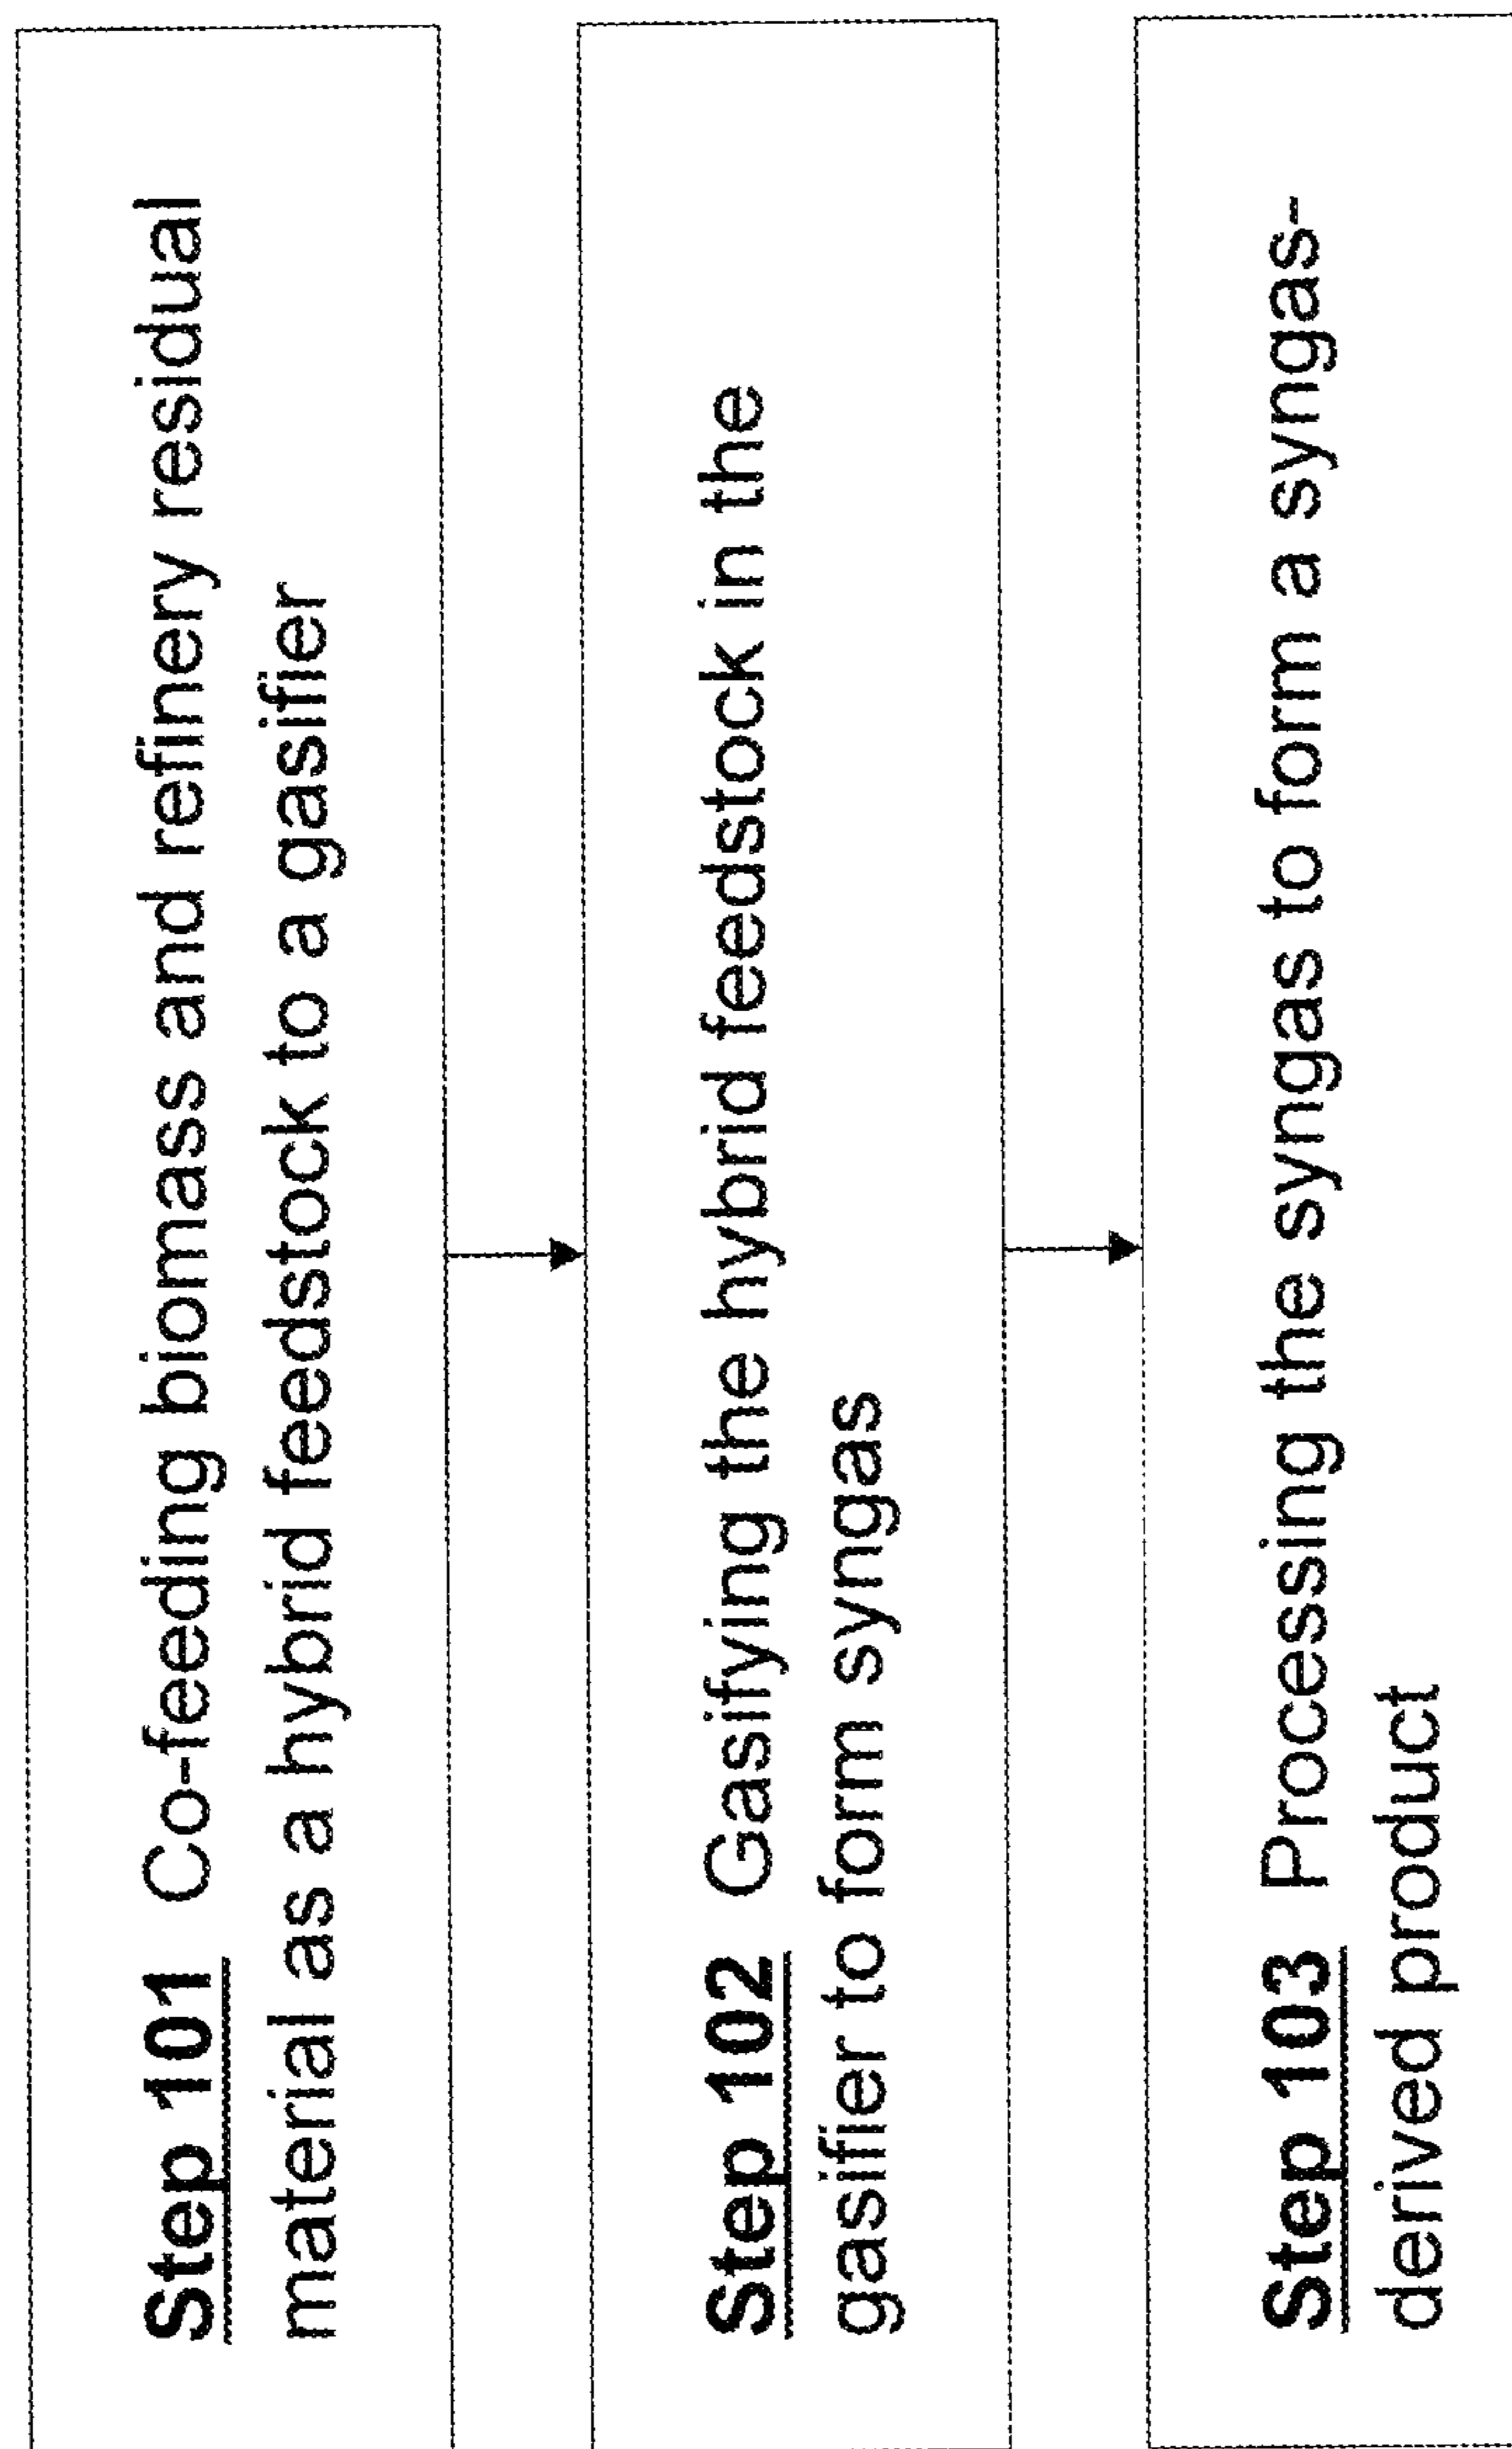 Step 101 Co-feeding biomass and refinery residual
material as a hybrid feedstock to a gasifier
Step 102 Gasifying the hybrid feedstock in the
gasifier to form syngas
Step 103 Processing the syngas to form a syngas-
derived product